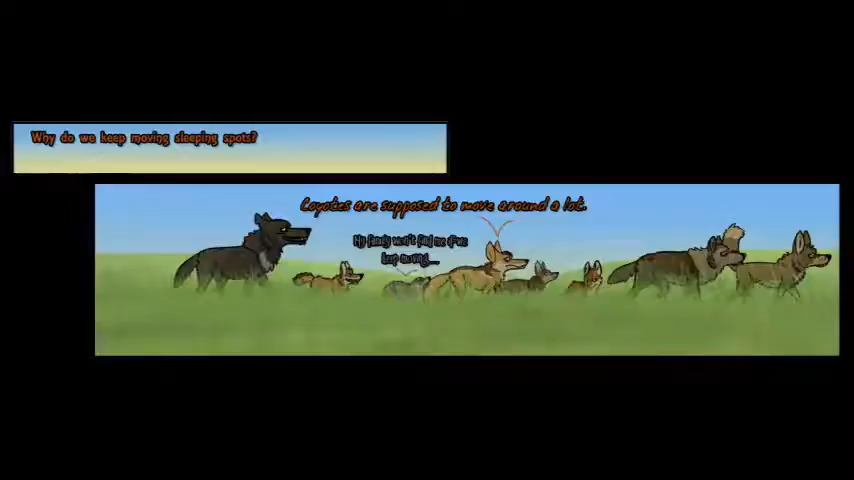 Why do we keep moving sleeping spots?
Coyotes are supposed to move around a lot.
My family won't find me if we
keep moving....